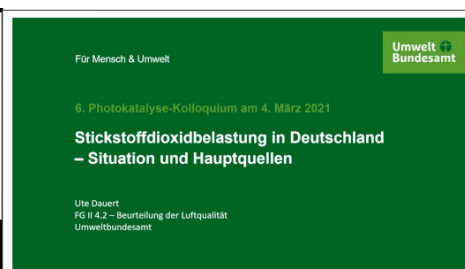 Für Mensch & Umwelt
Umwelt
Bundesamt
6. Photokatalyse-Kolloquium am 4. März 2021
Stickstoffdioxidbelastung in Deutschland
– Situation und Hauptquellen
Ute Dauert
FG II 4.2 – Beurteilung der Luftqualität
Umweltbundesamt